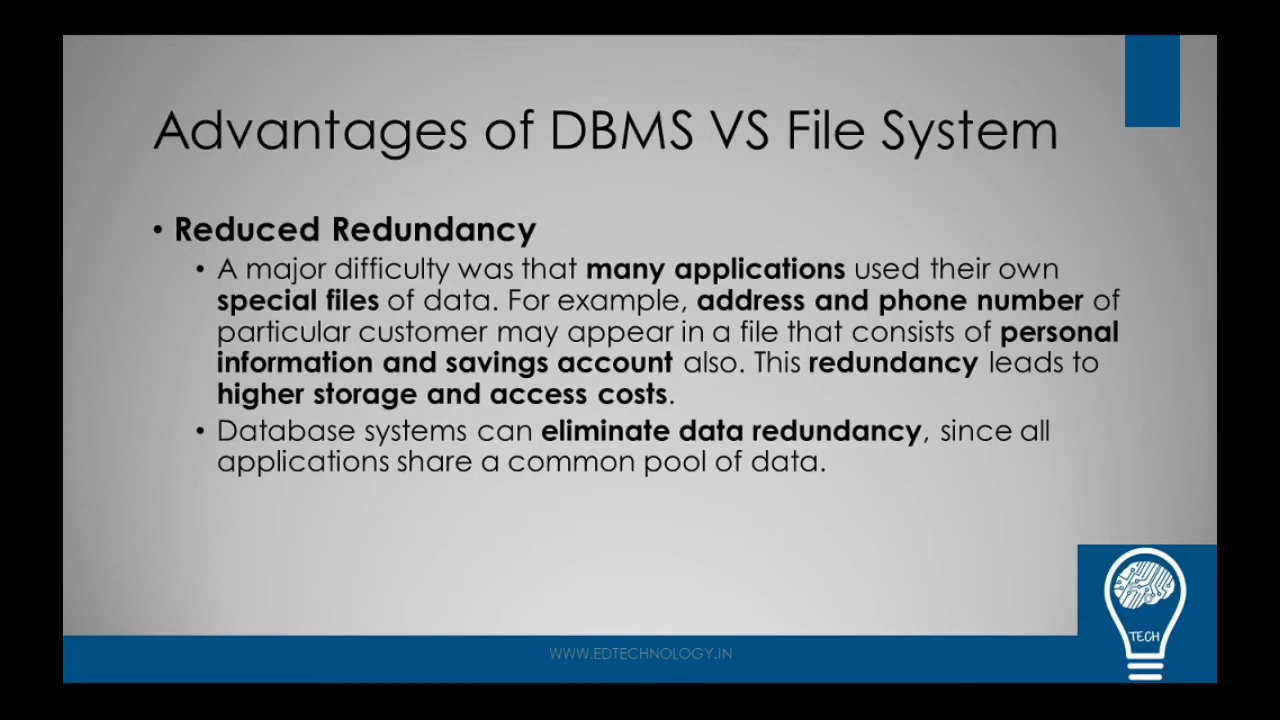 Advantages of DBMS VS File System
• Reduced Redundancy
• A major difficulty was that many applications used their own
special files of data. For example, address and phone number of
particular customer may appear in a file that consists of personal
information and savings account also. This redundancy leads to
higher storage and access costs.
• Database systems can eliminate data redundancy, since all
applications share a common pool of data.
TECH
WWW.EDTECHNOLOGY.IN